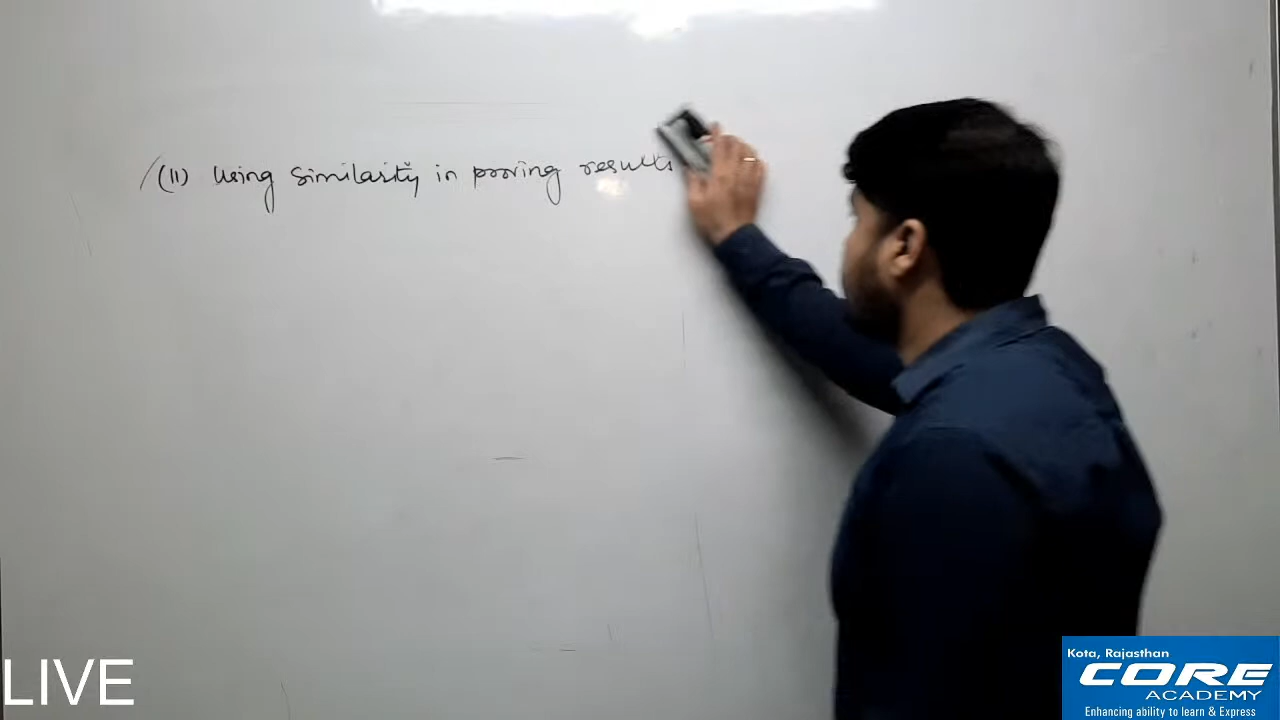 (11) Using Similarity in proving results
LIVE
Kota, Rajasthan
CORE
ACADEMY
Enhancing ability to learn & Express